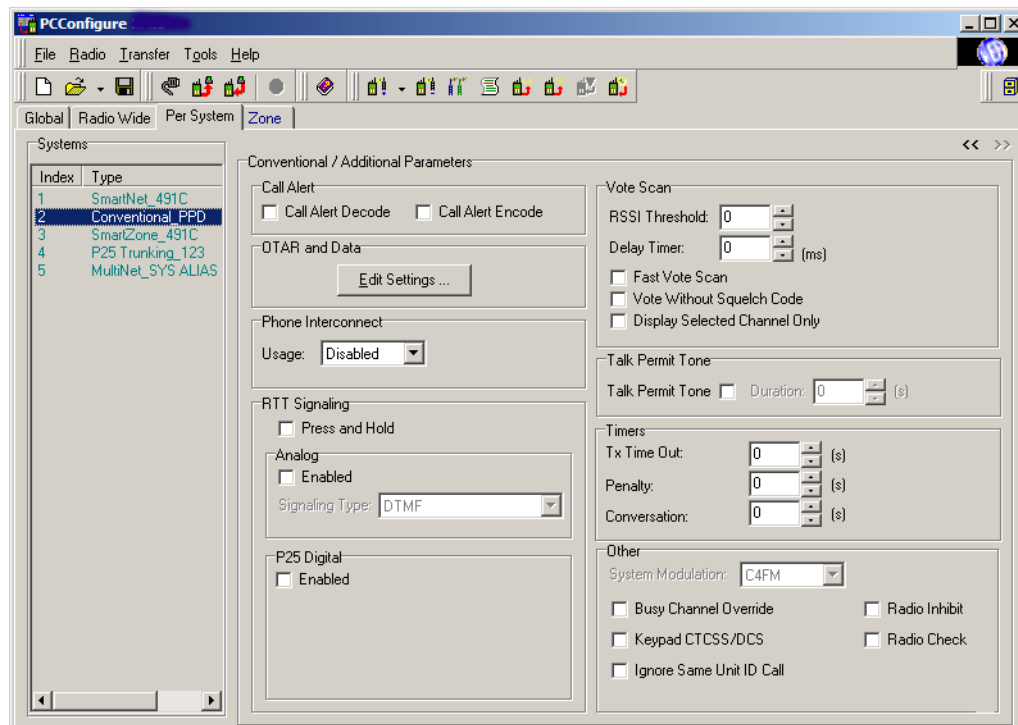 PCConfigure
File Radio Transfer Tools Help
Global Radio Wide Per System Zone
Systems
<< >>
Index Type
1 SmartNet_491C
2 Conventional_PPD
3 SmartZone_491C
4 P25 Trunking_123
5 MultiNet_SYS ALIAS
Conventional / Additional Parameters
Call Alert
Call Alert Decode Call Alert Encode
OTAR and Data
Edit Settings ...
Phone Interconnect
Usage: Disabled
RTT Signaling
Press and Hold
Analog
Enabled
Signaling Type: DTMF
P25 Digital
Enabled
Vote Scan
RSSI Threshold: 0
Delay Timer: 0 (ms)
Fast Vote Scan
Vote Without Squelch Code
Display Selected Channel Only
Talk Permit Tone
Talk Permit Tone Duration: 0 (s)
Timers
Tx Time Out: 0 (s)
Penalty: 0 (s)
Conversation: 0 (s)
Other
System Modulation: C4FM
Busy Channel Override Radio Inhibit
Keypad CTCSS/DCS Radio Check
Ignore Same Unit ID Call